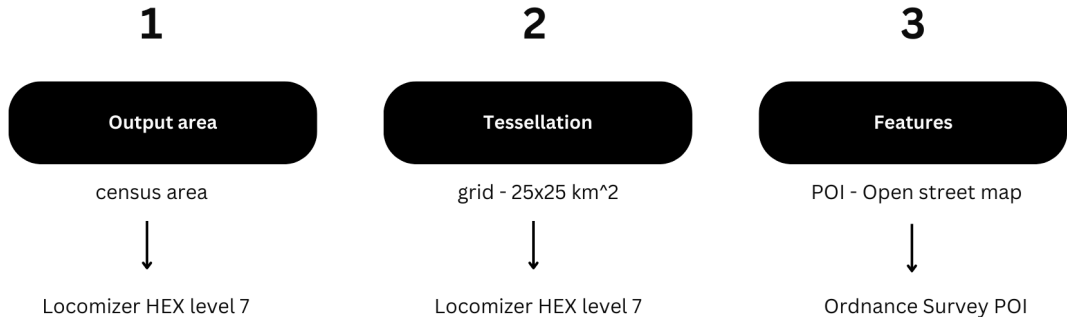 1
2
3
Output area
Tessellation
Features
census area
grid - 25x25 km^2
POI - Open street map
Locomizer HEX level 7
Locomizer HEX level 7
Ordnance Survey POI